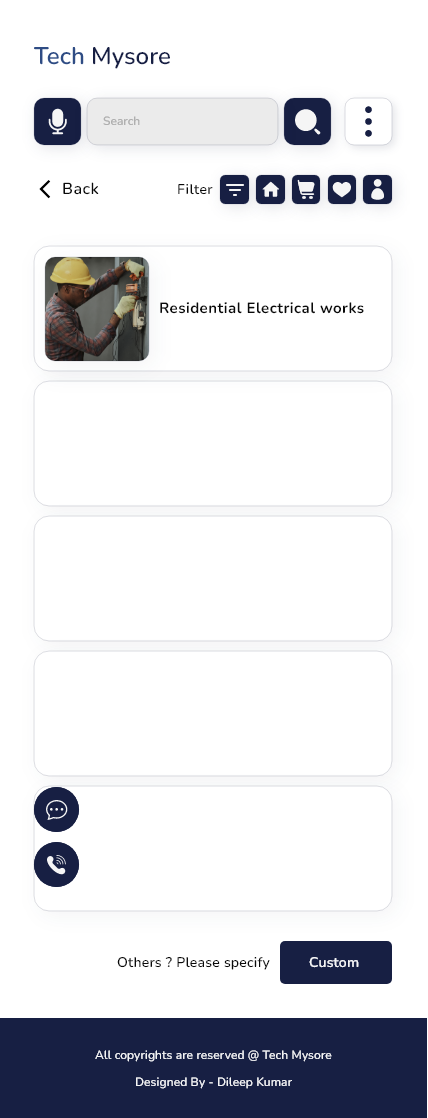 Tech Mysore
Search
Back
Filter
Residential Electrical works
Others ? Please specify
Custom
All copyrights are reserved @ Tech Mysore
Designed By - Dileep Kumar